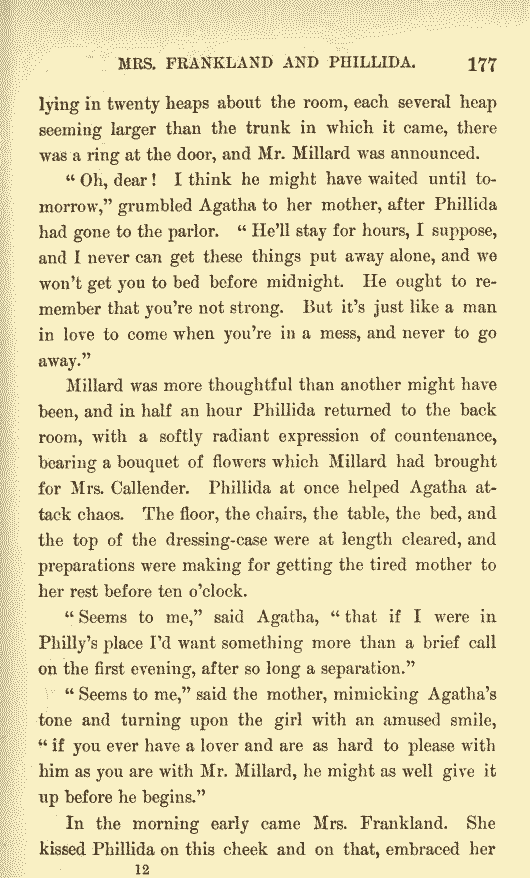 MRS. FRANKLAND AND PHILLIDA. 177
lying in twenty heaps about the room, each several heap
seeming larger than the trunk in which it came, there
was a ring at the door, and Mr. Millard was announced.
“Oh, dear! I think he might have waited until to-
morrow,” grumbled Agatha to her mother, after Phillida
had gone to the parlor. “He'll stay for hours, I suppose,
and I never can get these things put away alone, and we
won't get you to bed before midnight. He ought to re-
member that you're not strong. But it's just like a man
in love to come when you're in a mess, and never to go
away.”
Millard was more thoughtful than another might have
been, and in half an hour Phillida returned to the back
room, with a softly radiant expression of countenance,
bearing a bouquet of flowers which Millard had brought
for Mrs. Callender. Phillida at once helped Agatha at-
tack chaos. The floor, the chairs, the table, the bed, and
the top of the dressing-case were at length cleared, and
preparations were making for getting the tired mother to
her rest before ten o'clock.
“Seems to me,” said Agatha, “that if I were in
Philly's place I'd want something more than a brief call
on the first evening, after so long a separation.”
“Seems to me,” said the mother, mimicking Agatha's
tone and turning upon the girl with an amused smile,
“if you ever have a lover and are as hard to please with
him as you are with Mr. Millard, he might as well give it
up before he begins.”
In the morning early came Mrs. Frankland. She
kissed Phillida on this cheek and on that, embraced her
12